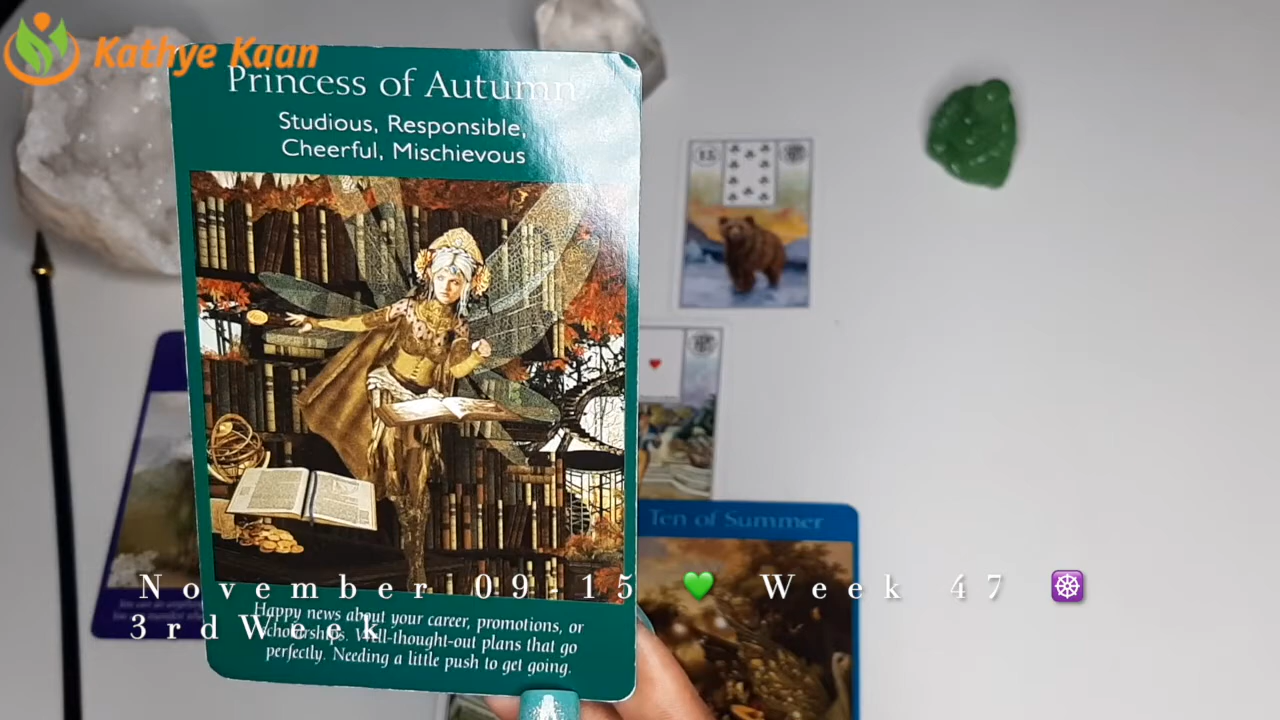 Kathye Kaan
Princess of Autumn
Studious, Responsible,
Cheerful, Mischievous
15
Ten of Summer
November 09 15 💚 Week 47 ☸️
3rd Week
Happy news about your career, promotions, or
scholarships. Well-thought-out plans that go
perfectly. Needing a little push to get going.